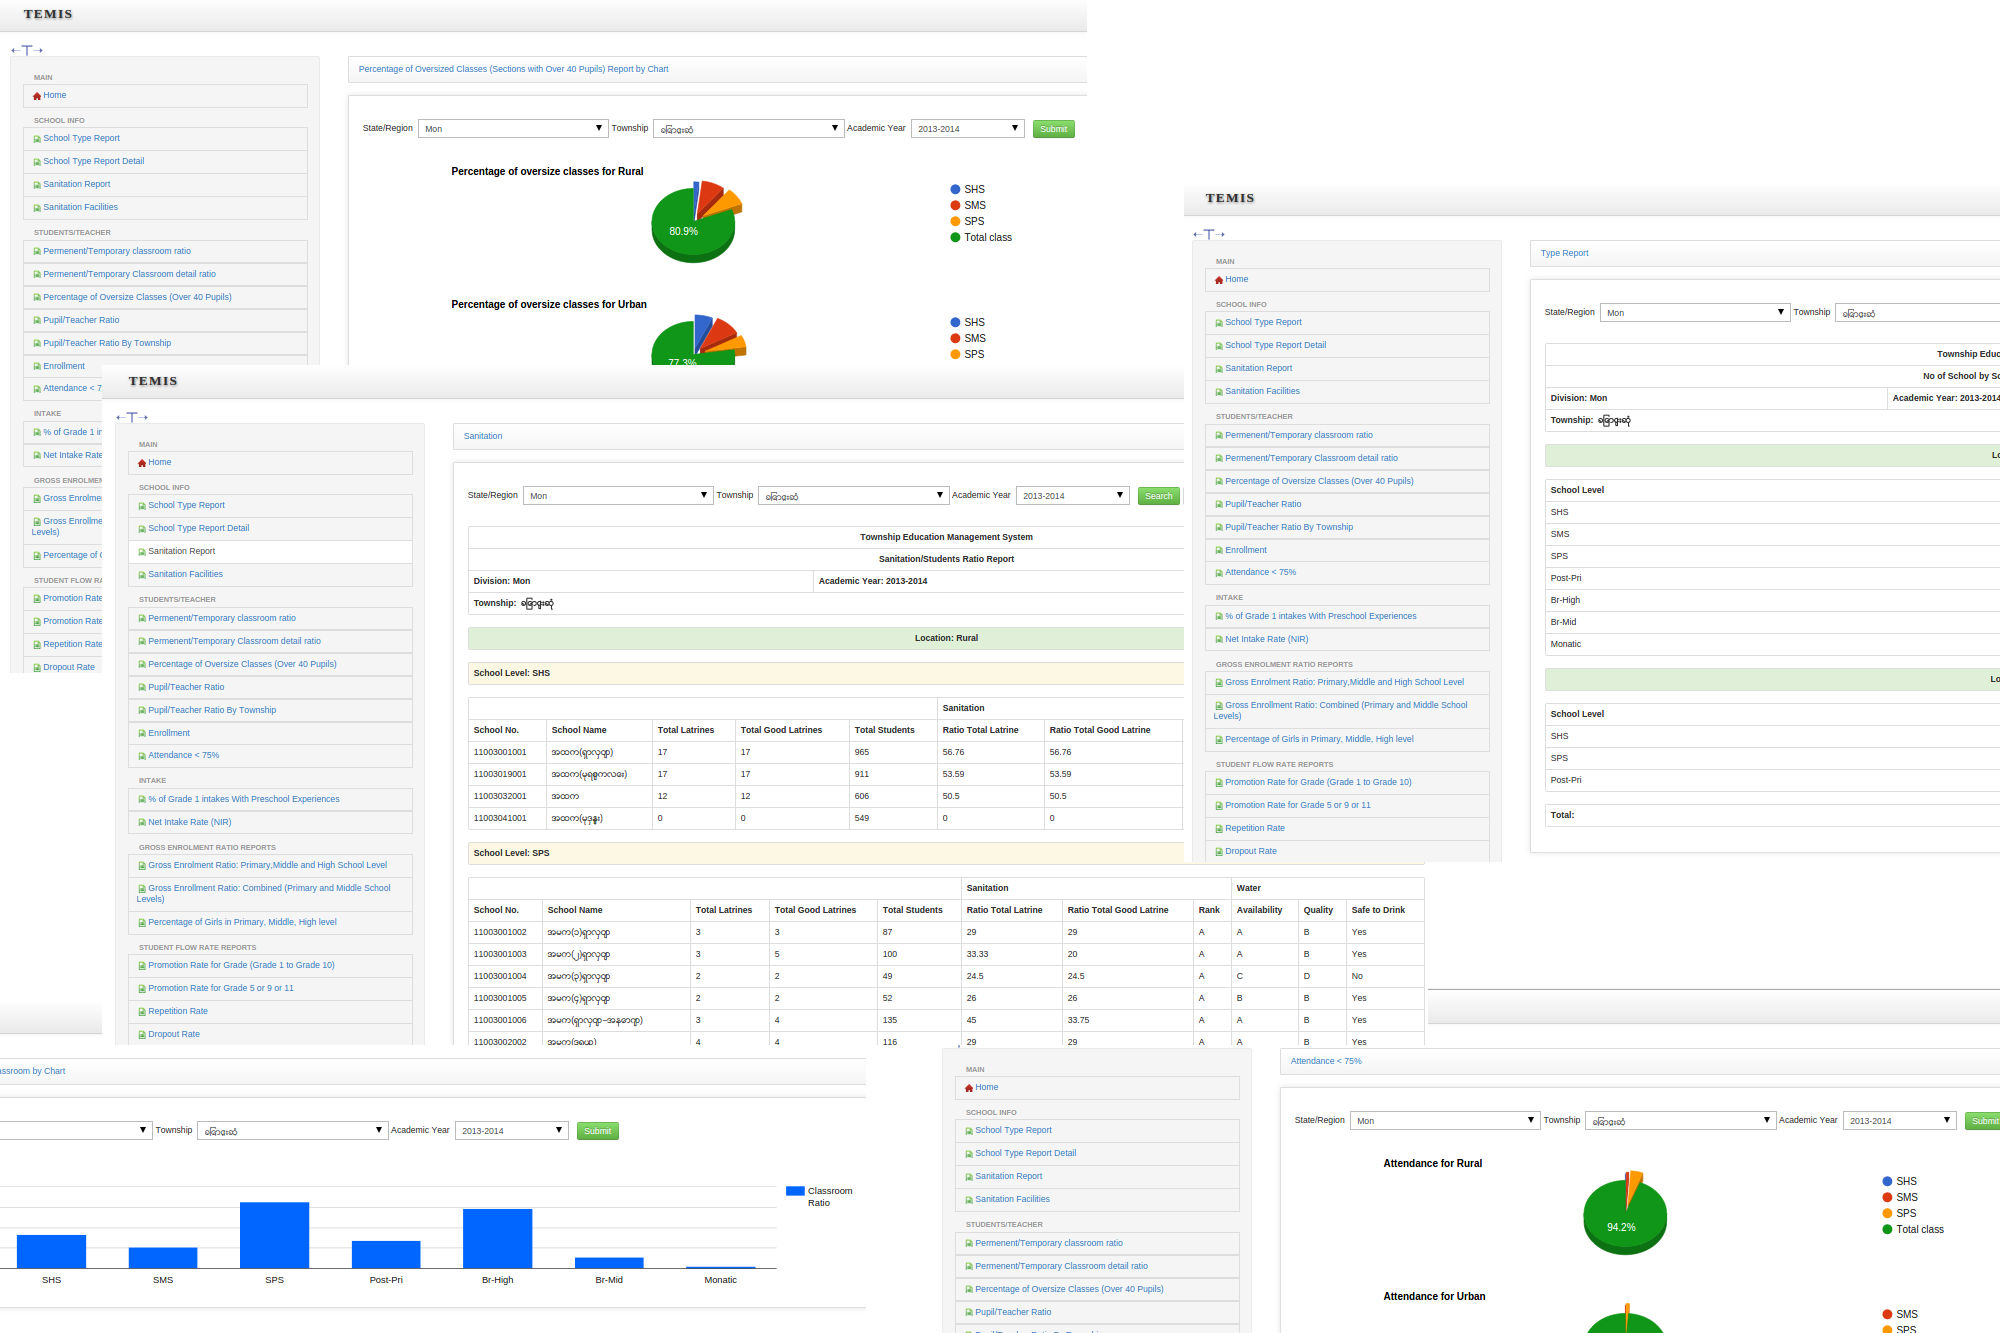 TEMIS
MAIN
Home
SCHOOL INFO
School Type Report
School Type Report Detail
Sanitation Report
Sanitation Facilities
STUDENTS/TEACHER
Permenent/Temporary classroom ratio
Permenent/Temporary Classroom detail ratio
Percentage of Oversize Classes (Over 40 Pupils)
Pupil/Teacher Ratio
Pupil/Teacher Ratio By Township
Enrollment
Attendance < 7
INTAKE
% of Grade 1 in
Net Intake Rate
GROSS ENROLMEN
Gross Enrolme
Gross Enrollme
Levels)
Percentage of
STUDENT FLOW RA
Promotion Rate
Promotion Rate
Repetition Rate
Dropout Rate
Percentage of Oversized Classes (Sections with Over 40 Pupils) Report by Chart
State/Region Mon Township Academic Year 2013-2014 Submit
Percentage of oversize classes for Rural
80.9%
SHS
SMS
SPS
Total class
Percentage of oversize classes for Urban
77.3%
SHS
SMS
SPS
TEMIS
MAIN
Home
SCHOOL INFO
School Type Report
School Type Report Detail
Sanitation Report
Sanitation Facilities
STUDENTS/TEACHER
Permenent/Temporary classroom ratio
Permenent/Temporary Classroom detail ratio
Percentage of Oversize Classes (Over 40 Pupils)
Pupil/Teacher Ratio
Pupil/Teacher Ratio By Township
Enrollment
Attendance < 75%
INTAKE
% of Grade 1 intakes With Preschool Experiences
Net Intake Rate (NIR)
GROSS ENROLMENT RATIO REPORTS
Gross Enrolment Ratio: Primary,Middle and High School Level
Gross Enrollment Ratio: Combined (Primary and Middle School
Levels)
Percentage of Girls in Primary, Middle, High level
STUDENT FLOW RATE REPORTS
Promotion Rate for Grade (Grade 1 to Grade 10)
Promotion Rate for Grade 5 or 9 or 11
Repetition Rate
Dropout Rate
Type Report
State/Region Mon Township
Township Educ
No of School by Sc
Division: Mon Academic Year: 2013-2014
Township:
Lo
School Level
SHS
SMS
SPS
Post-Pri
Br-High
Br-Mid
Monatic
Lo
School Level
SHS
SPS
Post-Pri
Total:
TEMIS
MAIN
Home
SCHOOL INFO
School Type Report
School Type Report Detail
Sanitation Report
Sanitation Facilities
STUDENTS/TEACHER
Permenent/Temporary classroom ratio
Permenent/Temporary Classroom detail ratio
Percentage of Oversize Classes (Over 40 Pupils)
Pupil/Teacher Ratio
Pupil/Teacher Ratio By Township
Enrollment
Attendance < 75%
INTAKE
% of Grade 1 intakes With Preschool Experiences
Net Intake Rate (NIR)
GROSS ENROLMENT RATIO REPORTS
Gross Enrolment Ratio: Primary,Middle and High School Level
Gross Enrollment Ratio: Combined (Primary and Middle School
Levels)
Percentage of Girls in Primary, Middle, High level
STUDENT FLOW RATE REPORTS
Promotion Rate for Grade (Grade 1 to Grade 10)
Promotion Rate for Grade 5 or 9 or 11
Repetition Rate
Dropout Rate
Sanitation
State/Region Mon Township Academic Year 2013-2014 Search
Township Education Management System
Sanitation/Students Ratio Report
Division: Mon Academic Year: 2013-2014
Township:
Location: Rural
School Level: SHS
Sanitation
School No. School Name Total Latrines Total Good Latrines Total Students Ratio Total Latrine Ratio Total Good Latrine
11003001001 17 17 965 56.76 56.76
11003019001 17 17 911 53.59 53.59
11003032001 အထက 12 12 606 50.5 50.5
11003041001 0 0 549 0 0
School Level: SPS
Sanitation Water
School No. School Name Total Latrines Total Good Latrines Total Students Ratio Total Latrine Ratio Total Good Latrine Rank Availability Quality Safe to Drink
11003001002 3 3 87 29 29 A A B Yes
11003001003 3 5 100 33.33 20 A A B Yes
11003001004 2 2 49 24.5 24.5 A C D No
11003001005 2 2 52 26 26 A B B Yes
11003001006 3 4 135 45 33.75 A A B Yes
11003002002 4 4 116 29 29 A A B Yes
assroom by Chart
Township Academic Year 2013-2014 Submit
Classroom
Ratio
SHS SMS SPS Post-Pri Br-High Br-Mid Monatic
MAIN
Home
SCHOOL INFO
School Type Report
School Type Report Detail
Sanitation Report
Sanitation Facilities
STUDENTS/TEACHER
Permenent/Temporary classroom ratio
Permenent/Temporary Classroom detail ratio
Percentage of Oversize Classes (Over 40 Pupils)
Pupil/Teacher Ratio
Attendance < 75%
State/Region Mon Township Academic Year 2013-2014 Submit
Attendance for Rural
94.2%
SHS
SMS
SPS
Total class
Attendance for Urban
SMS
SPS